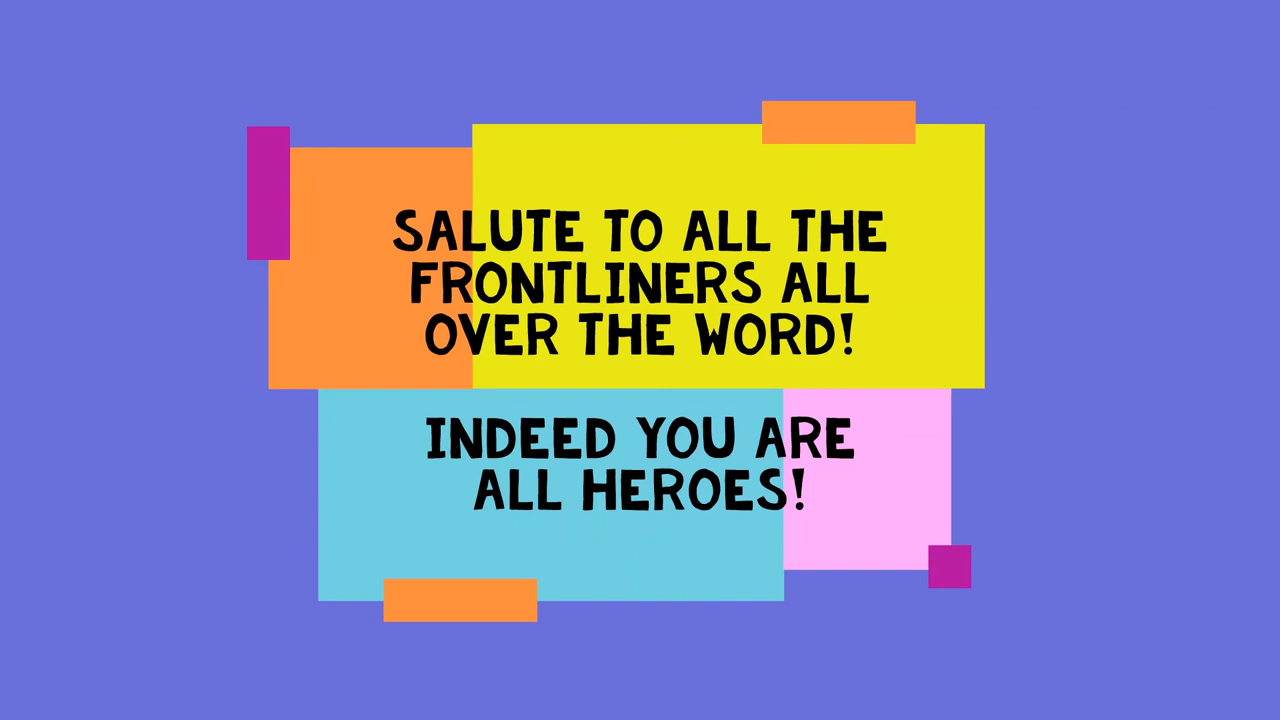 SALUTE TO ALL THE
FRONTLINERS ALL
OVER THE WORD!
INDEED YOU ARE
ALL HEROES!